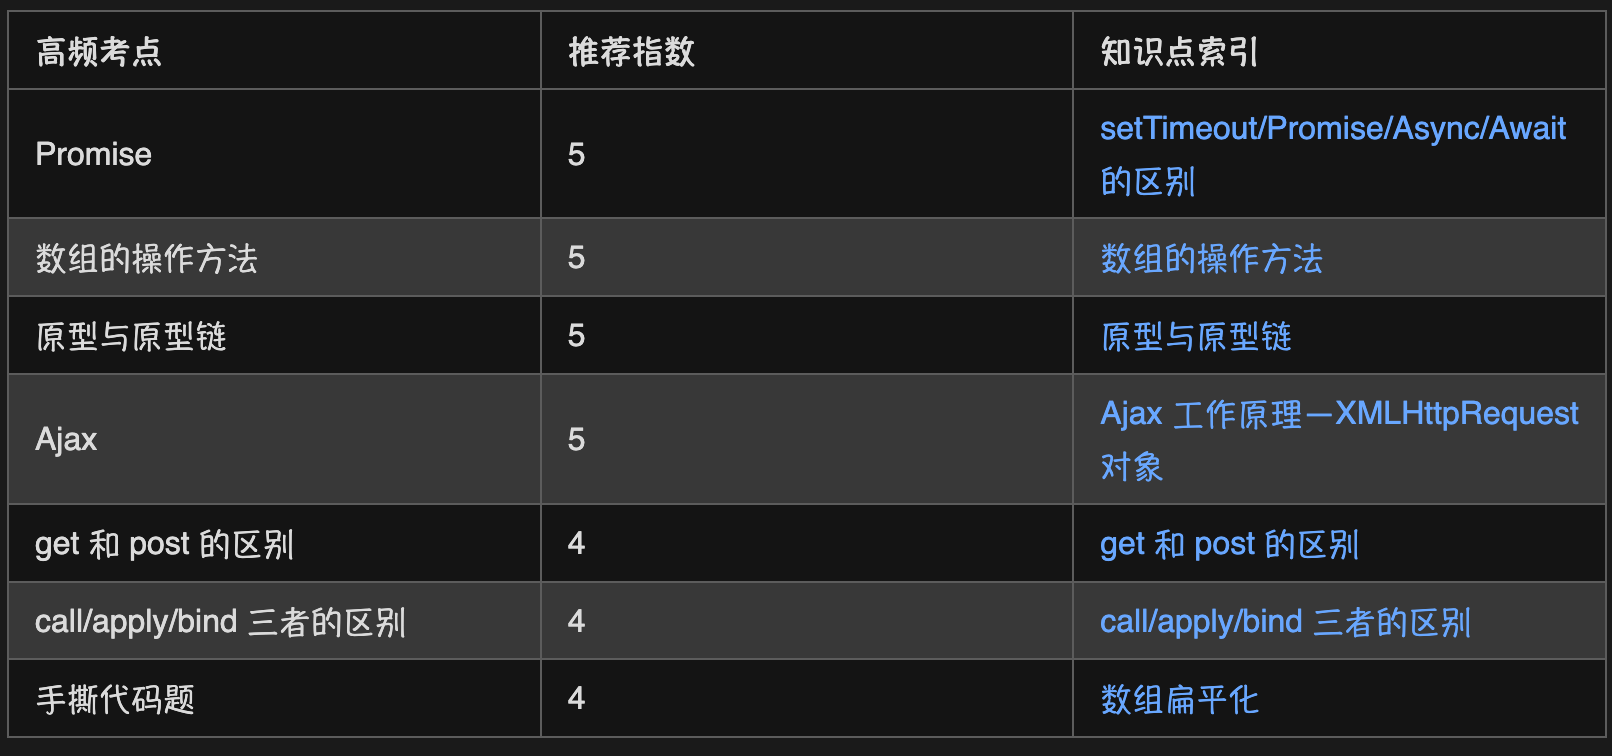 高频考点 推荐指数 知识点索引
Promise 5 setTimeout/Promise/Async/Await
的区别
数组的操作方法 5 数组的操作方法
原型与原型链 5 原型与原型链
Ajax 5 Ajax 工作原理—XMLHttpRequest
对象
get 和 post 的区别 4 get 和 post 的区别
call/apply/bind 三者的区别 4 call/apply/bind 三者的区别
手撕代码题 4 数组扁平化